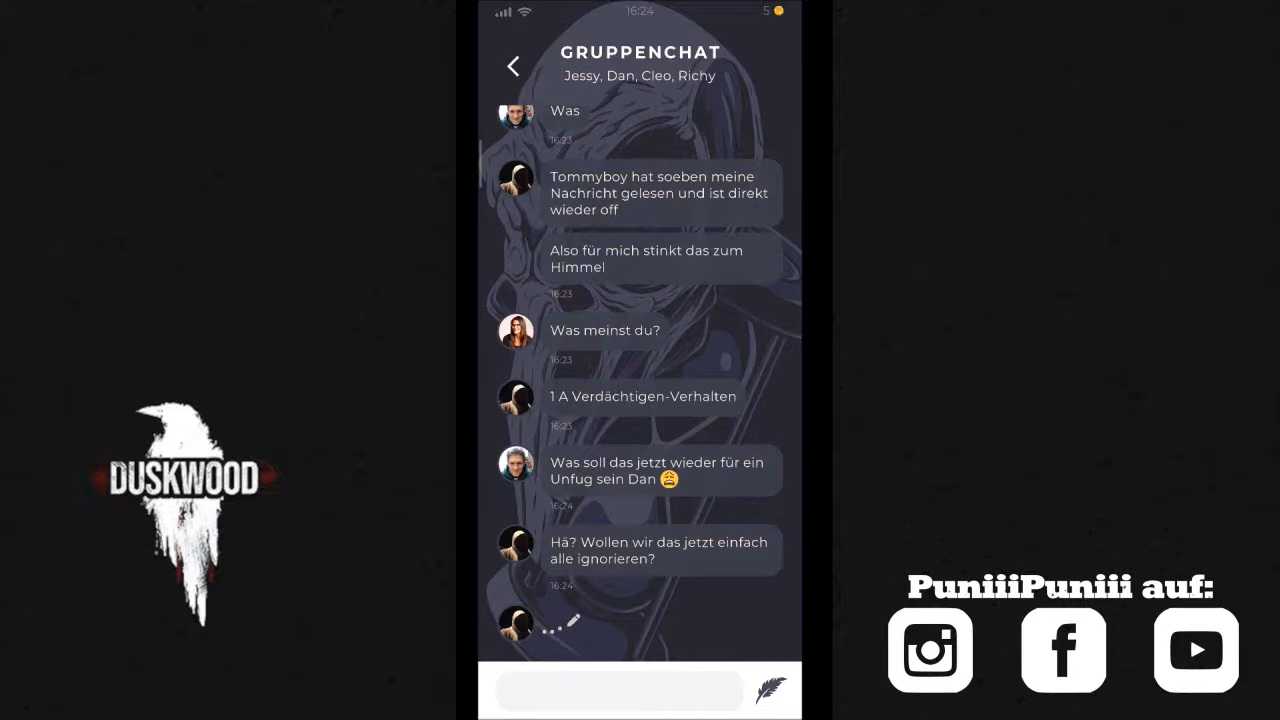 16:24
5
GRUPPENCHAT
Jessy, Dan, Cleo, Richy
Was
16:23
Tommyboy hat soeben meine
Nachricht gelesen und ist direkt
wieder off
Also für mich stinkt das zum
Himmel
16:23
Was meinst du?
16:23
1 A Verdächtigen-Verhalten
16:23
Was soll das jetzt wieder für ein
Unfug sein Dan 😩
16:24
Hä? Wollen wir das jetzt einfach
alle ignorieren?
16:24
DUSKWOOD
PuniiiPuniii auf: